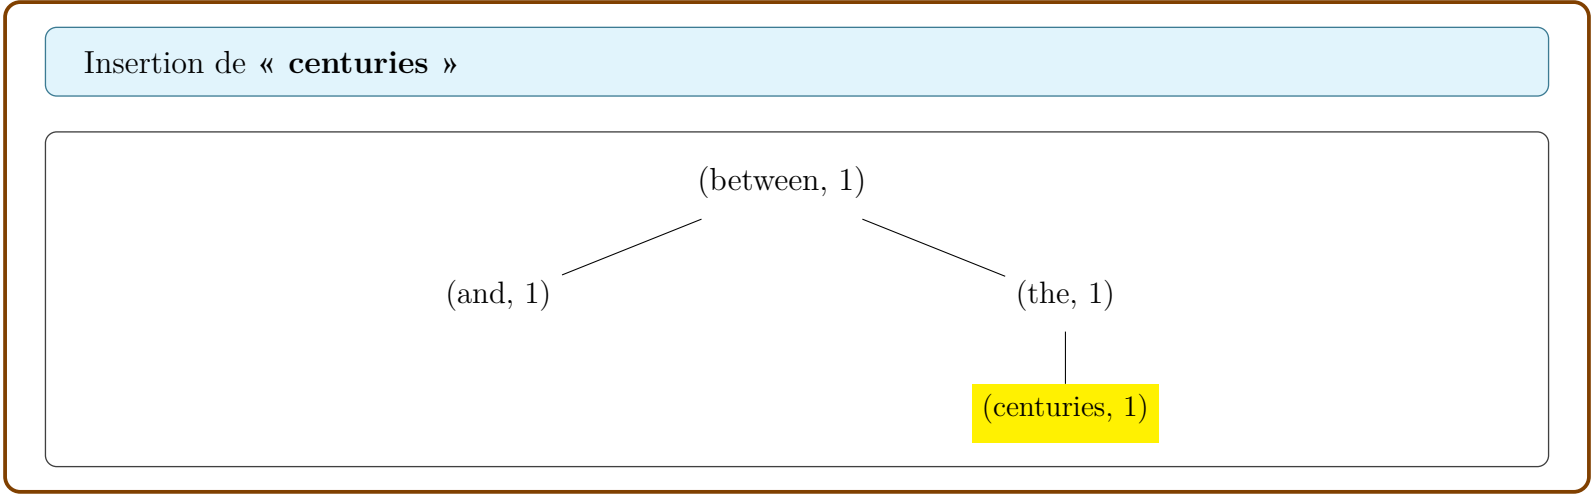 Insertion de « centuries »
(between, 1)
(and, 1) (the, 1)
(centuries, 1)